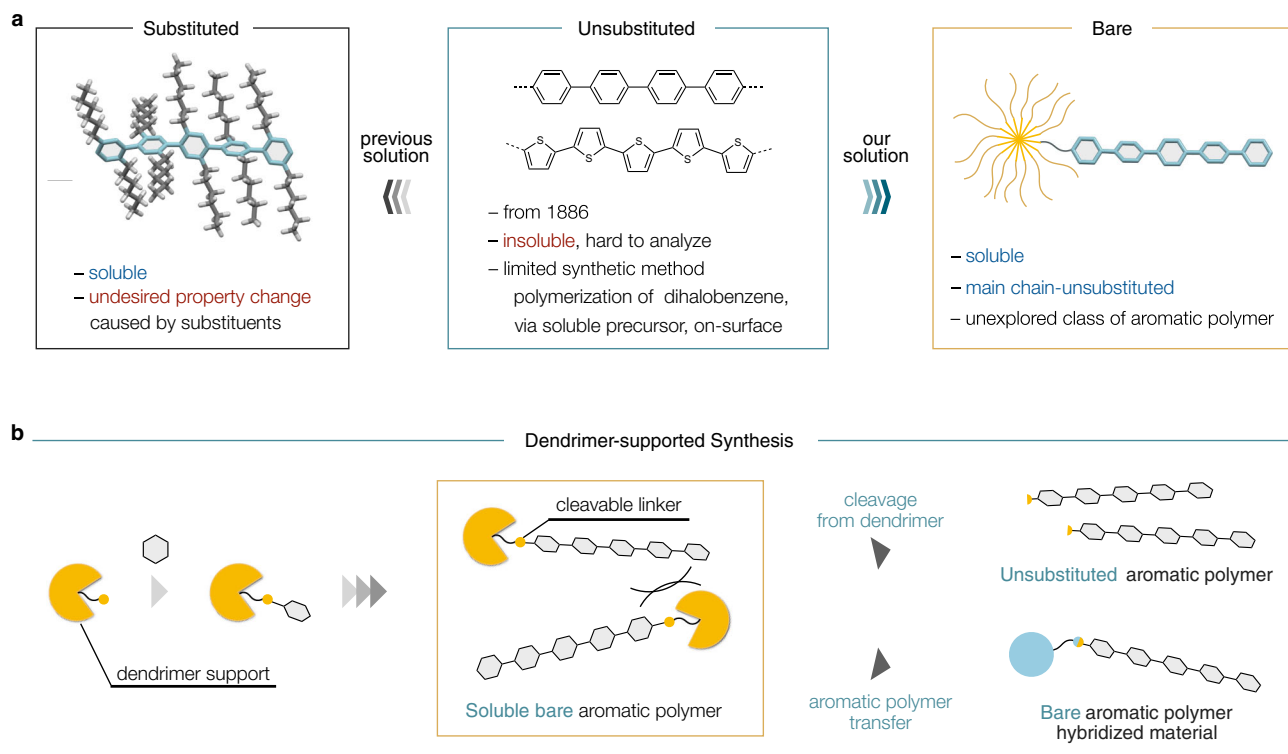 a
Substituted
– soluble
– undesired property change
caused by substituents
previous
solution
Unsubstituted
S
S
S
S
S
– from 1886
– insoluble, hard to analyze
– limited synthetic method
polymerization of dihalobenzene,
via soluble precursor, on-surface
our
solution
Bare
– soluble
– main chain-unsubstituted
– unexplored class of aromatic polymer
b
Dendrimer-supported Synthesis
dendrimer support
cleavable linker
Soluble bare aromatic polymer
cleavage
from dendrimer
aromatic polymer
transfer
Unsubstituted aromatic polymer
Bare aromatic polymer
hybridized material